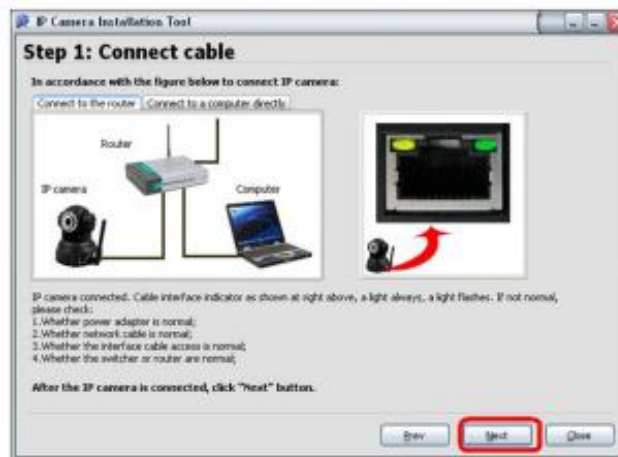 IP Camera Installation Tool
Step 1: Connect cable
In accordance with the figure below to connect IP camera:
Connect to the router
Connect to a computer directly
Router
IP camera
Computer
IP camera connected. Cable interface indicator as shown at right above, a light always, a light flashes. If not normal,
please check:
1.Whether power adapter is normal;
2.Whether network cable is normal;
3.Whether the interface cable access is normal;
4.Whether the switcher or router are normal;
After the IP camera is connected, click "Next" button.
Prev
Next
Close